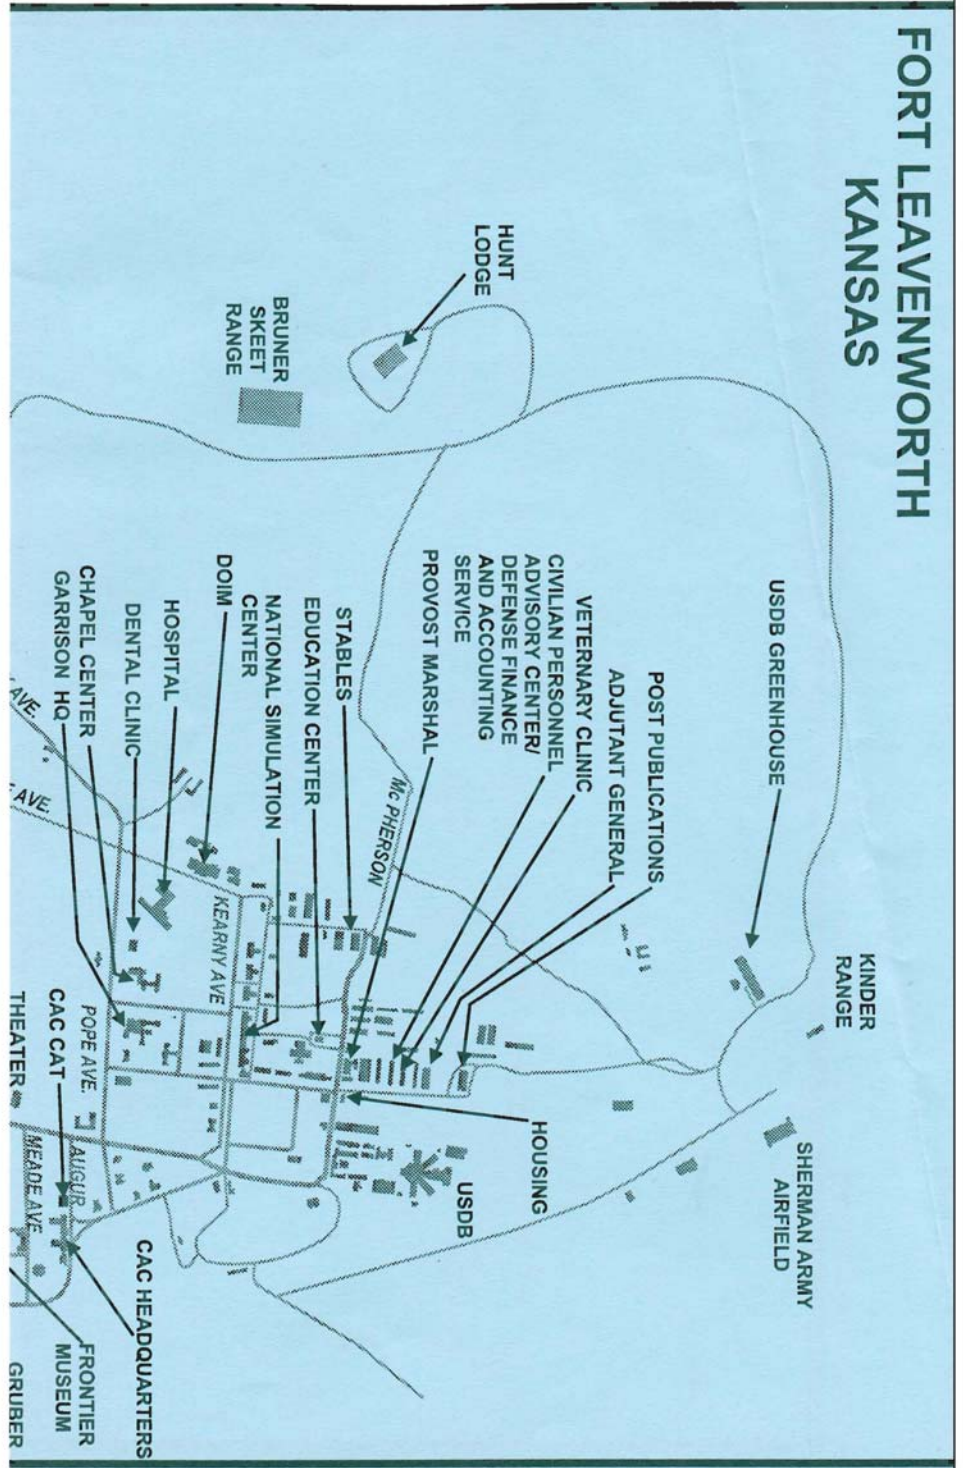 FORT LEAVENWORTH
KANSAS
HUNT
LODGE
BRUNER
SKEET
RANGE
USDB GREENHOUSE
KINDER
RANGE
SHERMAN ARMY
AIRFIELD
POST PUBLICATIONS
ADJUTANT GENERAL
VETERNARY CLINIC
CIVILIAN PERSONNEL
ADVISORY CENTER/
DEFENSE FINANCE
AND ACCOUNTING
SERVICE
PROVOST MARSHAL
McPHERSON
HOUSING
USDB
STABLES
EDUCATION CENTER
NATIONAL SIMULATION
CENTER
DOIM
KEARNY AVE
HOSPITAL
DENTAL CLINIC
CHAPEL CENTER
GARRISON HQ
AVE.
AVE.
POPE AVE.
CAC CAT
THEATER
AUGUR
MEADE AVE
CAC HEADQUARTERS
FRONTIER
MUSEUM
GRUBER